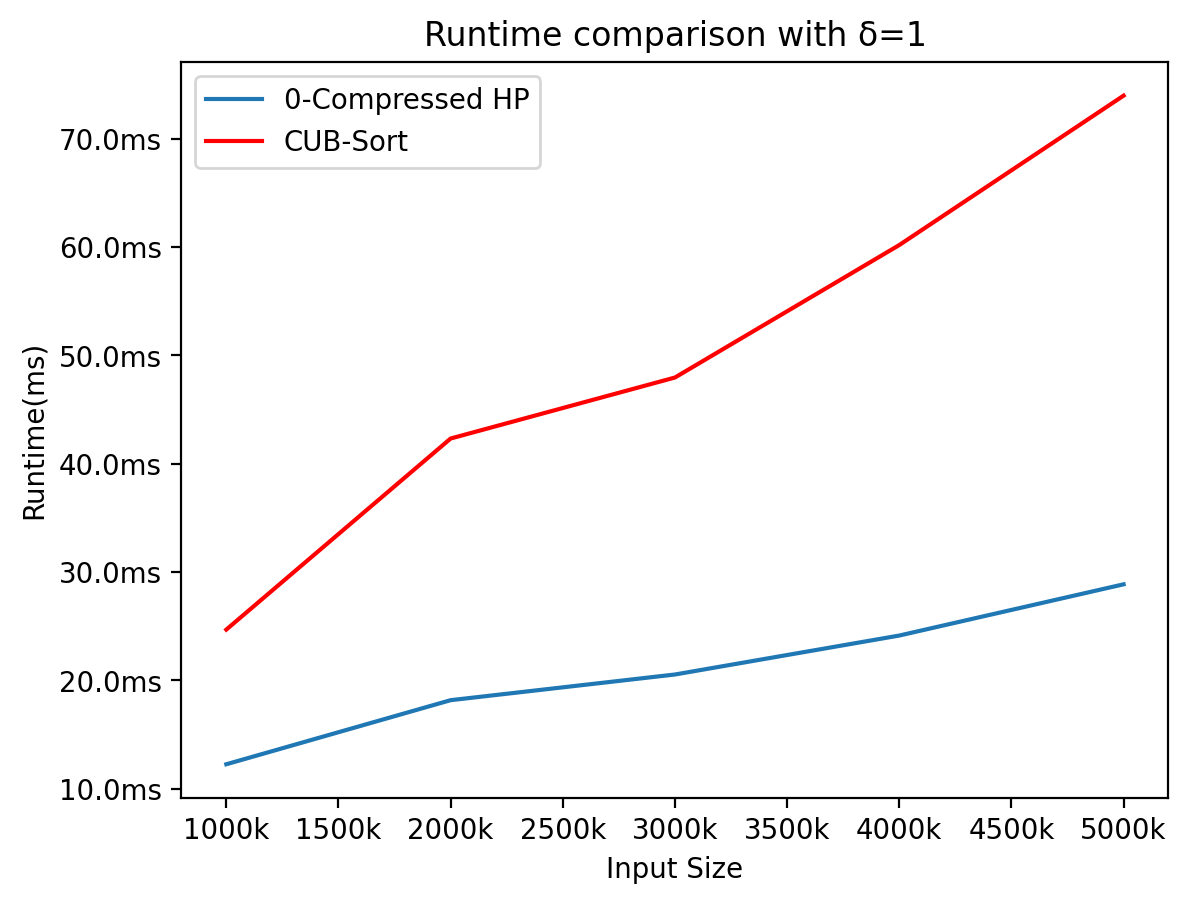 Runtime comparison with δ=1
0-Compressed HP
CUB-Sort
70.0ms
60.0ms
50.0ms
40.0ms
30.0ms
20.0ms
10.0ms
Runtime(ms)
1000k 1500k 2000k 2500k 3000k 3500k 4000k 4500k 5000k
Input Size